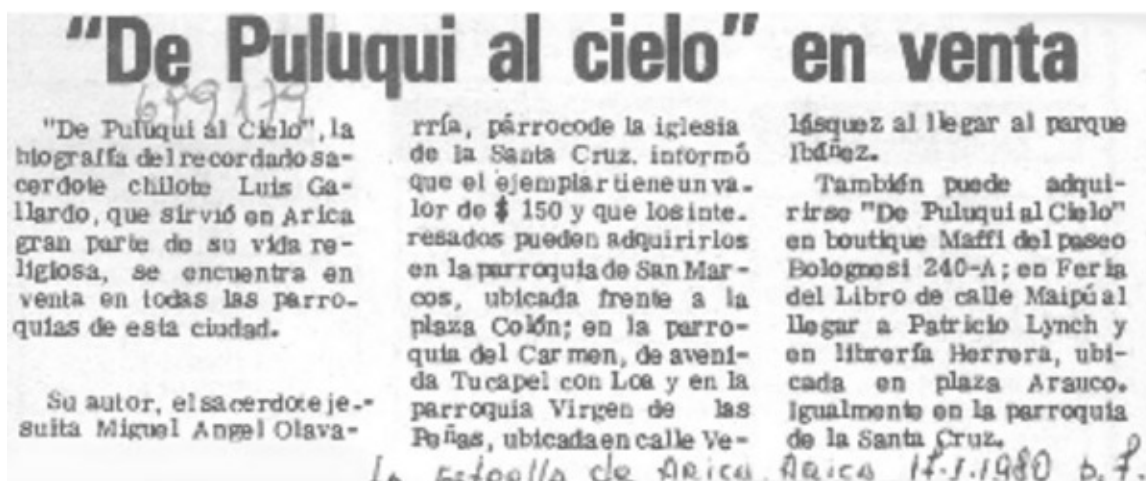 "De Puluqui al cielo" en venta
679179
"De Puluqui al Cielo", la
biografía del recordado sa-
cerdote chilote Luis Ga-
llardo, que sirvió en Arica
gran parte de su vida re-
ligiosa, se encuentra en
venta en todas las parro-
quias de esta ciudad.
Su autor, el sacerdote je-
suita Miguel Angel Olava-
rría, párroco de la iglesia
de la Santa Cruz, informó
que el ejemplar tiene un va-
lor de $ 150 y que los inte-
resados pueden adquirirlos
en la parroquia de San Mar-
cos, ubicada frente a la
plaza Colón; en la parro-
quia del Carmen, de aveni-
da Tucapel con Loa y en la
parroquia Virgen de las
Peñas, ubicada en calle Ve-
lásquez al llegar al parque
Ibáñez.
También puede adqui-
rirse "De Puluqui al Cielo"
en boutique Maffi del paseo
Bolognesi 240-A; en Feria
del Libro de calle Maipú al
llegar a Patricio Lynch y
en librería Herrera, ubi-
cada en plaza Arauco.
Igualmente en la parroquia
de la Santa Cruz.
La Estrella de Arica, Arica 17.I.1980 p.7.